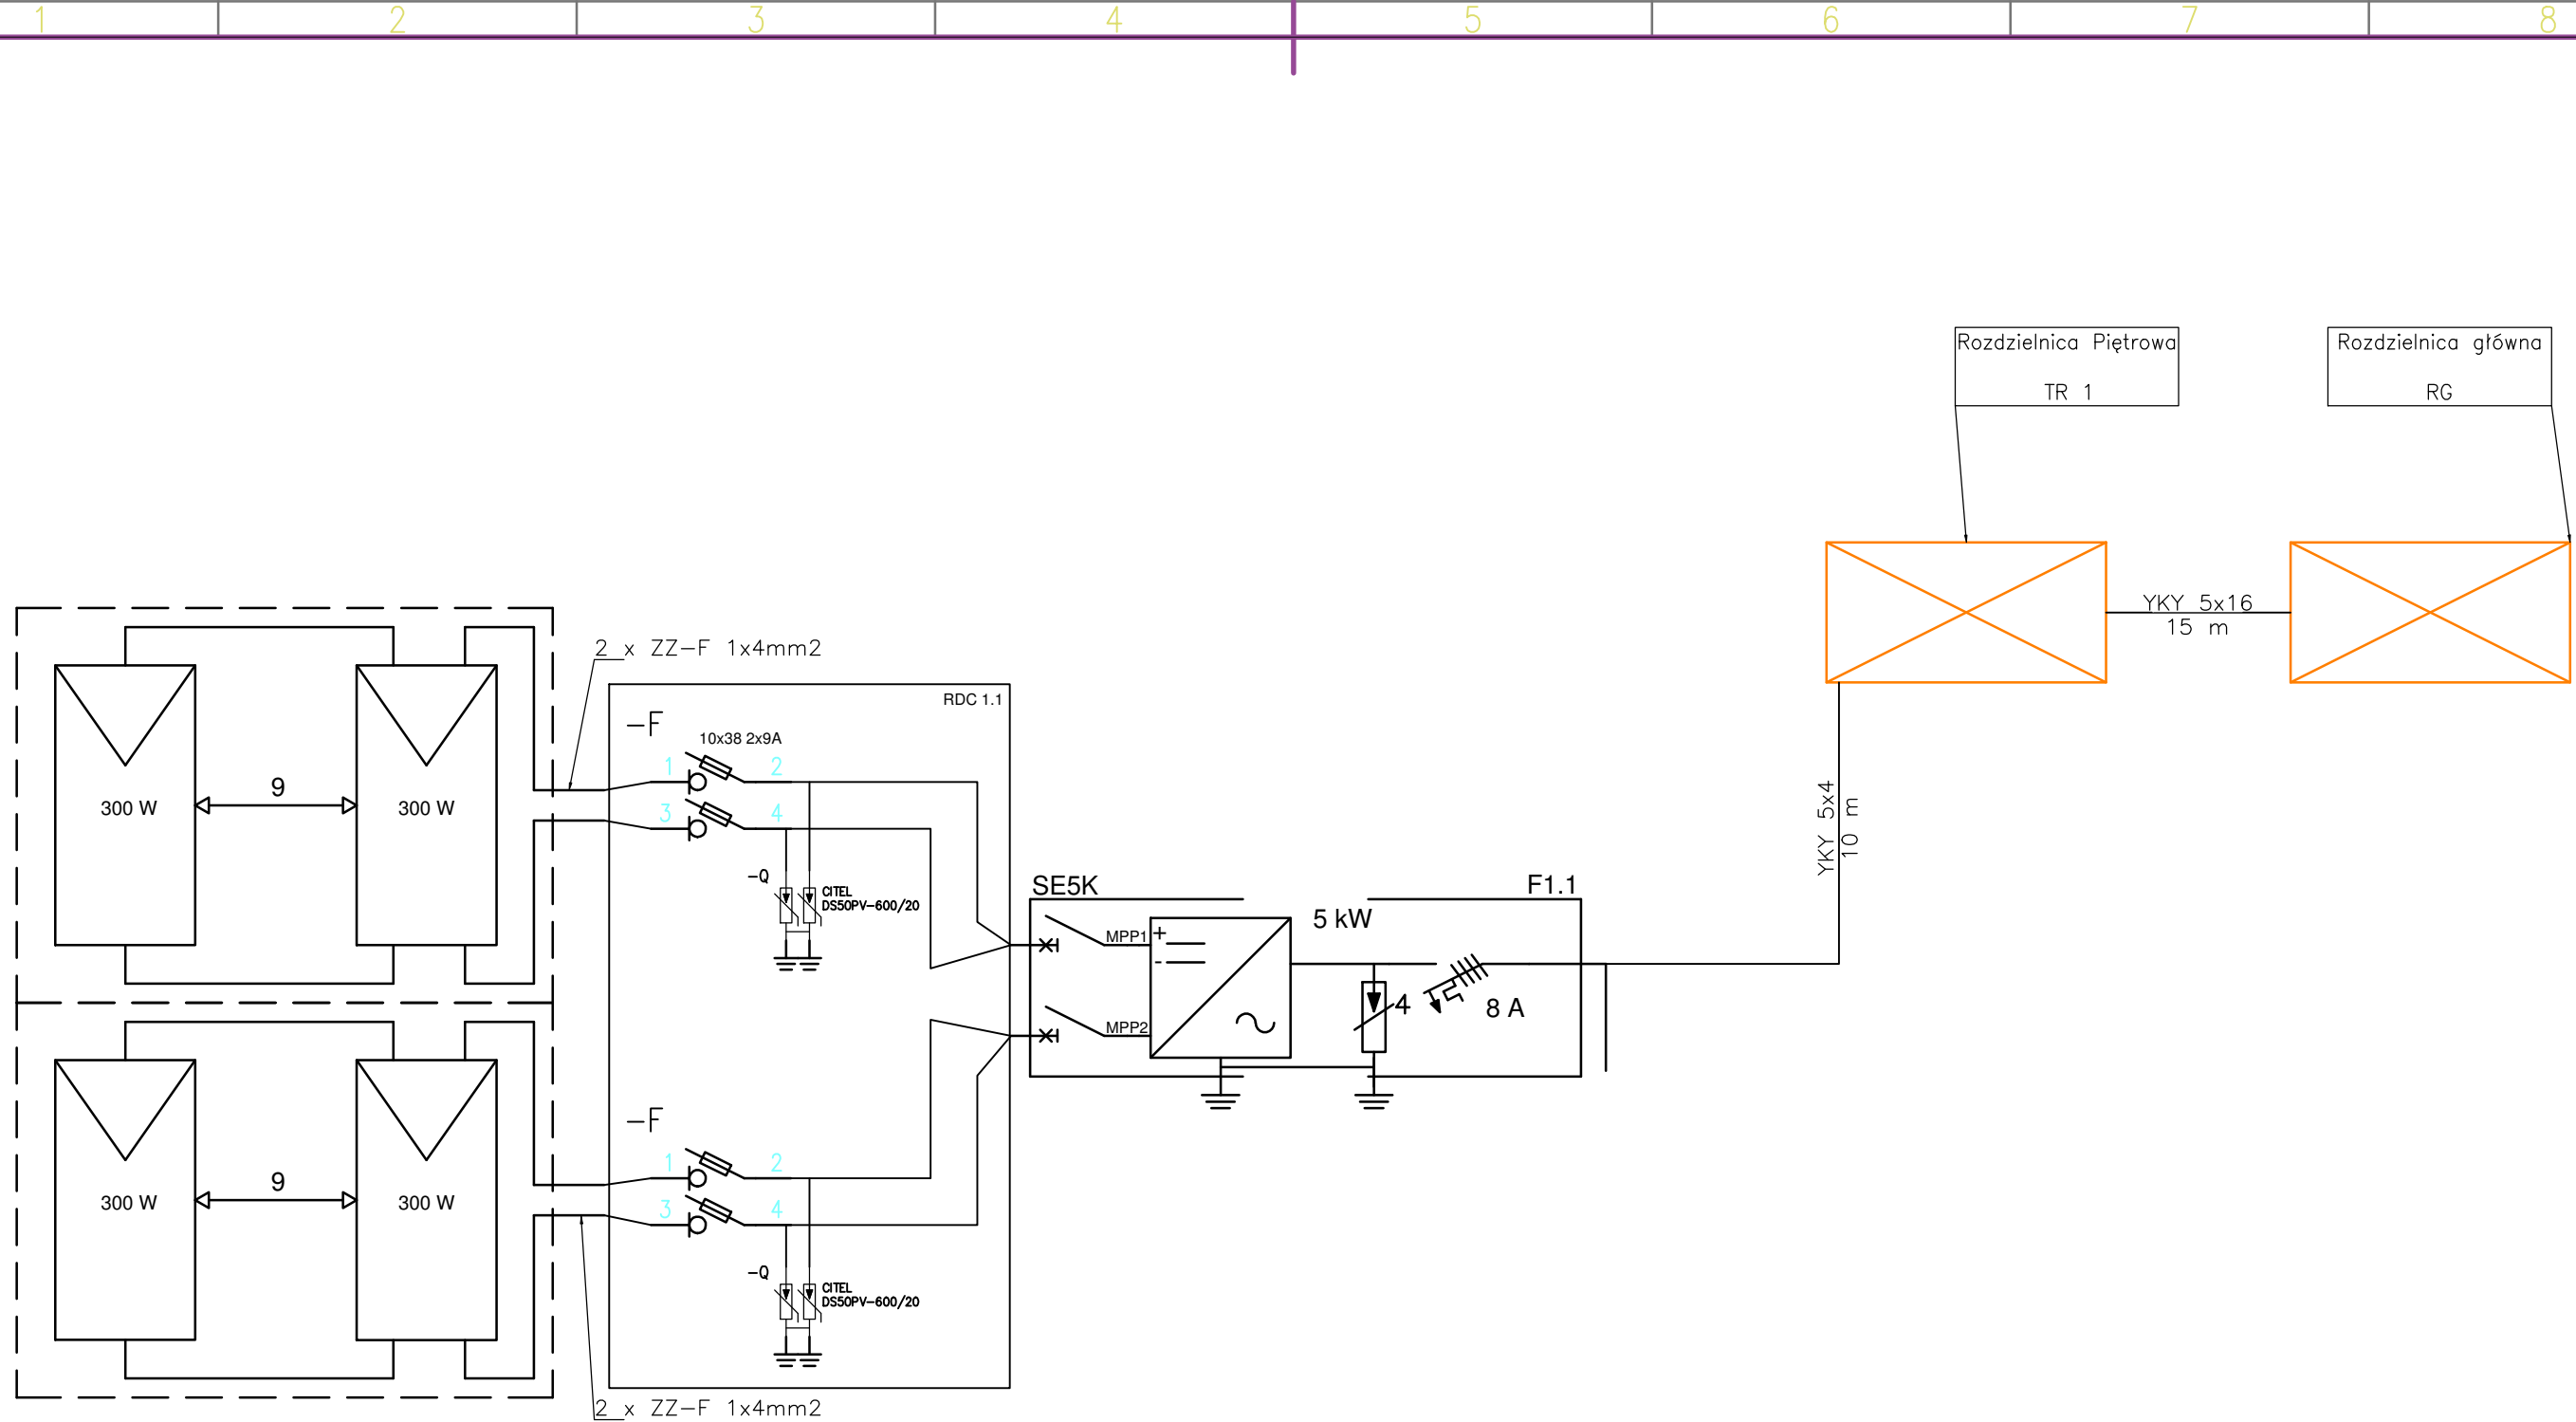 1 2 3 4 5 6 7 8
Rozdzielnica Piętrowa
TR 1
Rozdzielnica główna
RG
YKY 5x16
15 m
2 x ZZ-F 1x4mm2
RDC 1.1
-F
10x38 2x9A
1 2
3 4
300 W
9
300 W
-Q
CITEL
DS50PV-600/20
YKY 5x4
10 m
SE5K
F1.1
5 kW
MPP1
+
-
4
8 A
MPP2
-F
1 2
3 4
300 W
9
300 W
-Q
CITEL
DS50PV-600/20
2 x ZZ-F 1x4mm2